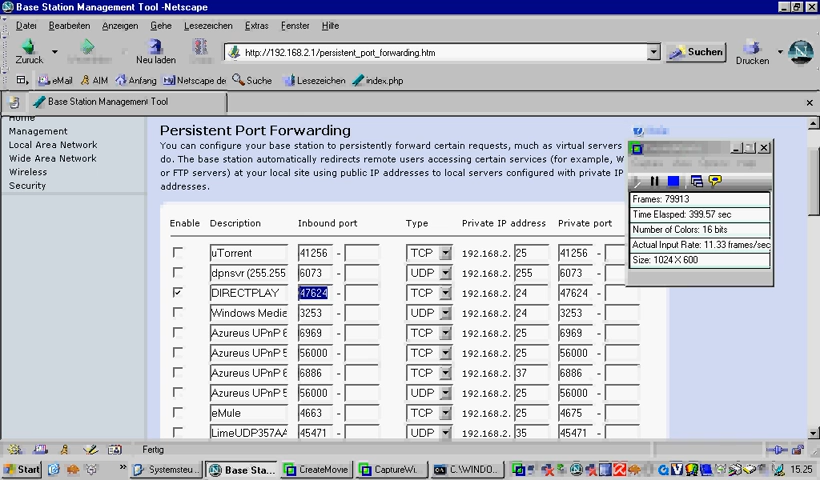 Base Station Management Tool -Netscape
Datei Bearbeiten Anzeigen Gehe Lesezeichen Extras Fenster Hilfe
Zuruck Neu laden http://192.168.2.1/persistent_port_forwarding.htm Suchen Drucken
eMail AIM Anfang Netscape de Suche Lesezeichen index.php
Base Station Management Tool
Home
Management
Local Area Network
Wide Area Network
Wireless
Security
Persistent Port Forwarding
You can configure your base station to persistently forward certain requests, much as virtual servers
do. The base station automatically redirects remote users accessing certain services (for example, W
or FTP servers) at your local site using public IP addresses to local servers configured with private IP
addresses.
Enable Description Inbound port Type Private IP address Private port
uTorrent 41256 - TCP 192.168.2. 25 41256 -
dpnsvr (255.255 6073 - UDP 192.168.2. 255 6073 -
DIRECTPLAY 47624 - TCP 192.168.2. 24 47624 -
Windows Media 3253 - UDP 192.168.2. 24 3253 -
Azureus UPnP 6 6969 - TCP 192.168.2. 25 6969 -
Azureus UPnP 5 56000 - TCP 192.168.2. 25 56000 -
Azureus UPnP 6 6886 - TCP 192.168.2. 37 6886 -
Azureus UPnP 5 56000 - UDP 192.168.2. 25 56000 -
eMule 4663 - TCP 192.168.2. 25 4675 -
LimeUDP357AA 45471 - UDP 192.168.2. 35 45471 -
Frames: 79913
Time Elasped: 399.57 sec
Number of Colors: 16 bits
Actual Input Rate: 11.33 frames/sec
Size: 1024 X 600
Fertig
Start Systemsteu... Base Sta... CreateMovie CaptureWi... C:\WINDO... 15.25